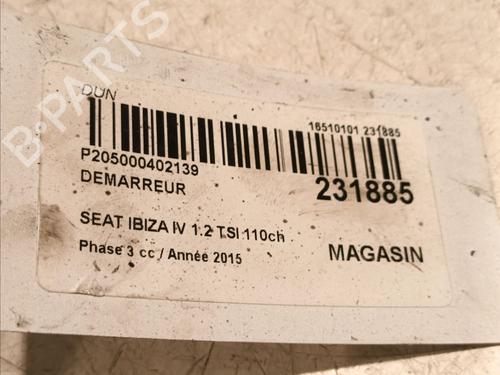 B-PARTS
DUN
16510101 231885
P205000402139
DEMARREUR
231885
SEAT IBIZA IV 1.2 TSI 110ch
Phase 3 cc / Année 2015
MAGASIN